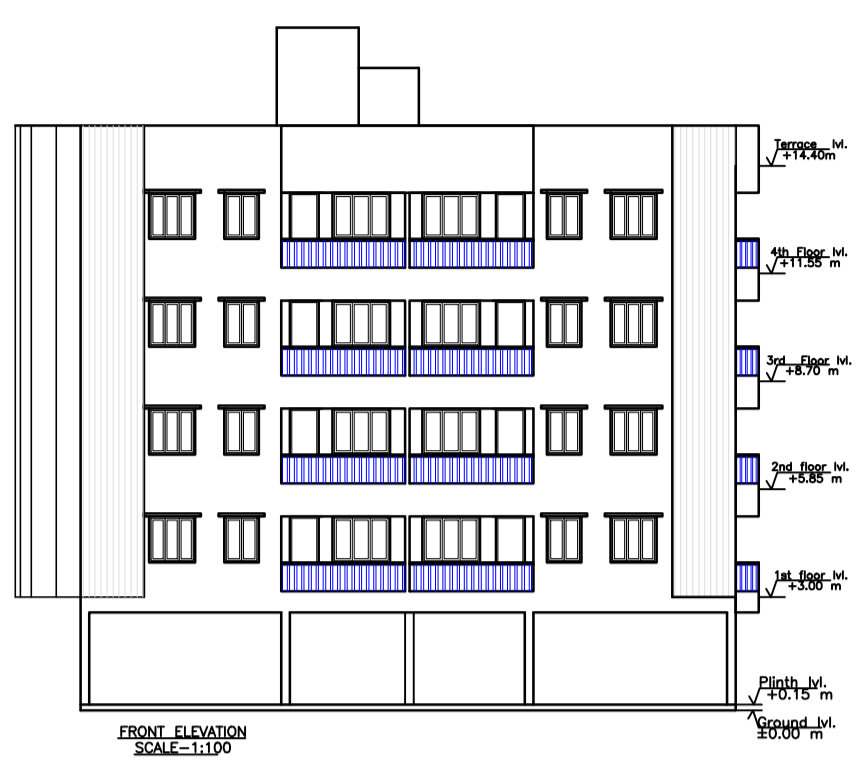 Terrace lvl.
+14.40m
4th Floor lvl.
+11.55 m
3rd Floor lvl.
+8.70 m
2nd floor lvl.
+5.85 m
1st floor lvl.
+3.00 m
Plinth lvl.
+0.15 m
Ground lvl.
±0.00 m
FRONT ELEVATION
SCALE-1:100